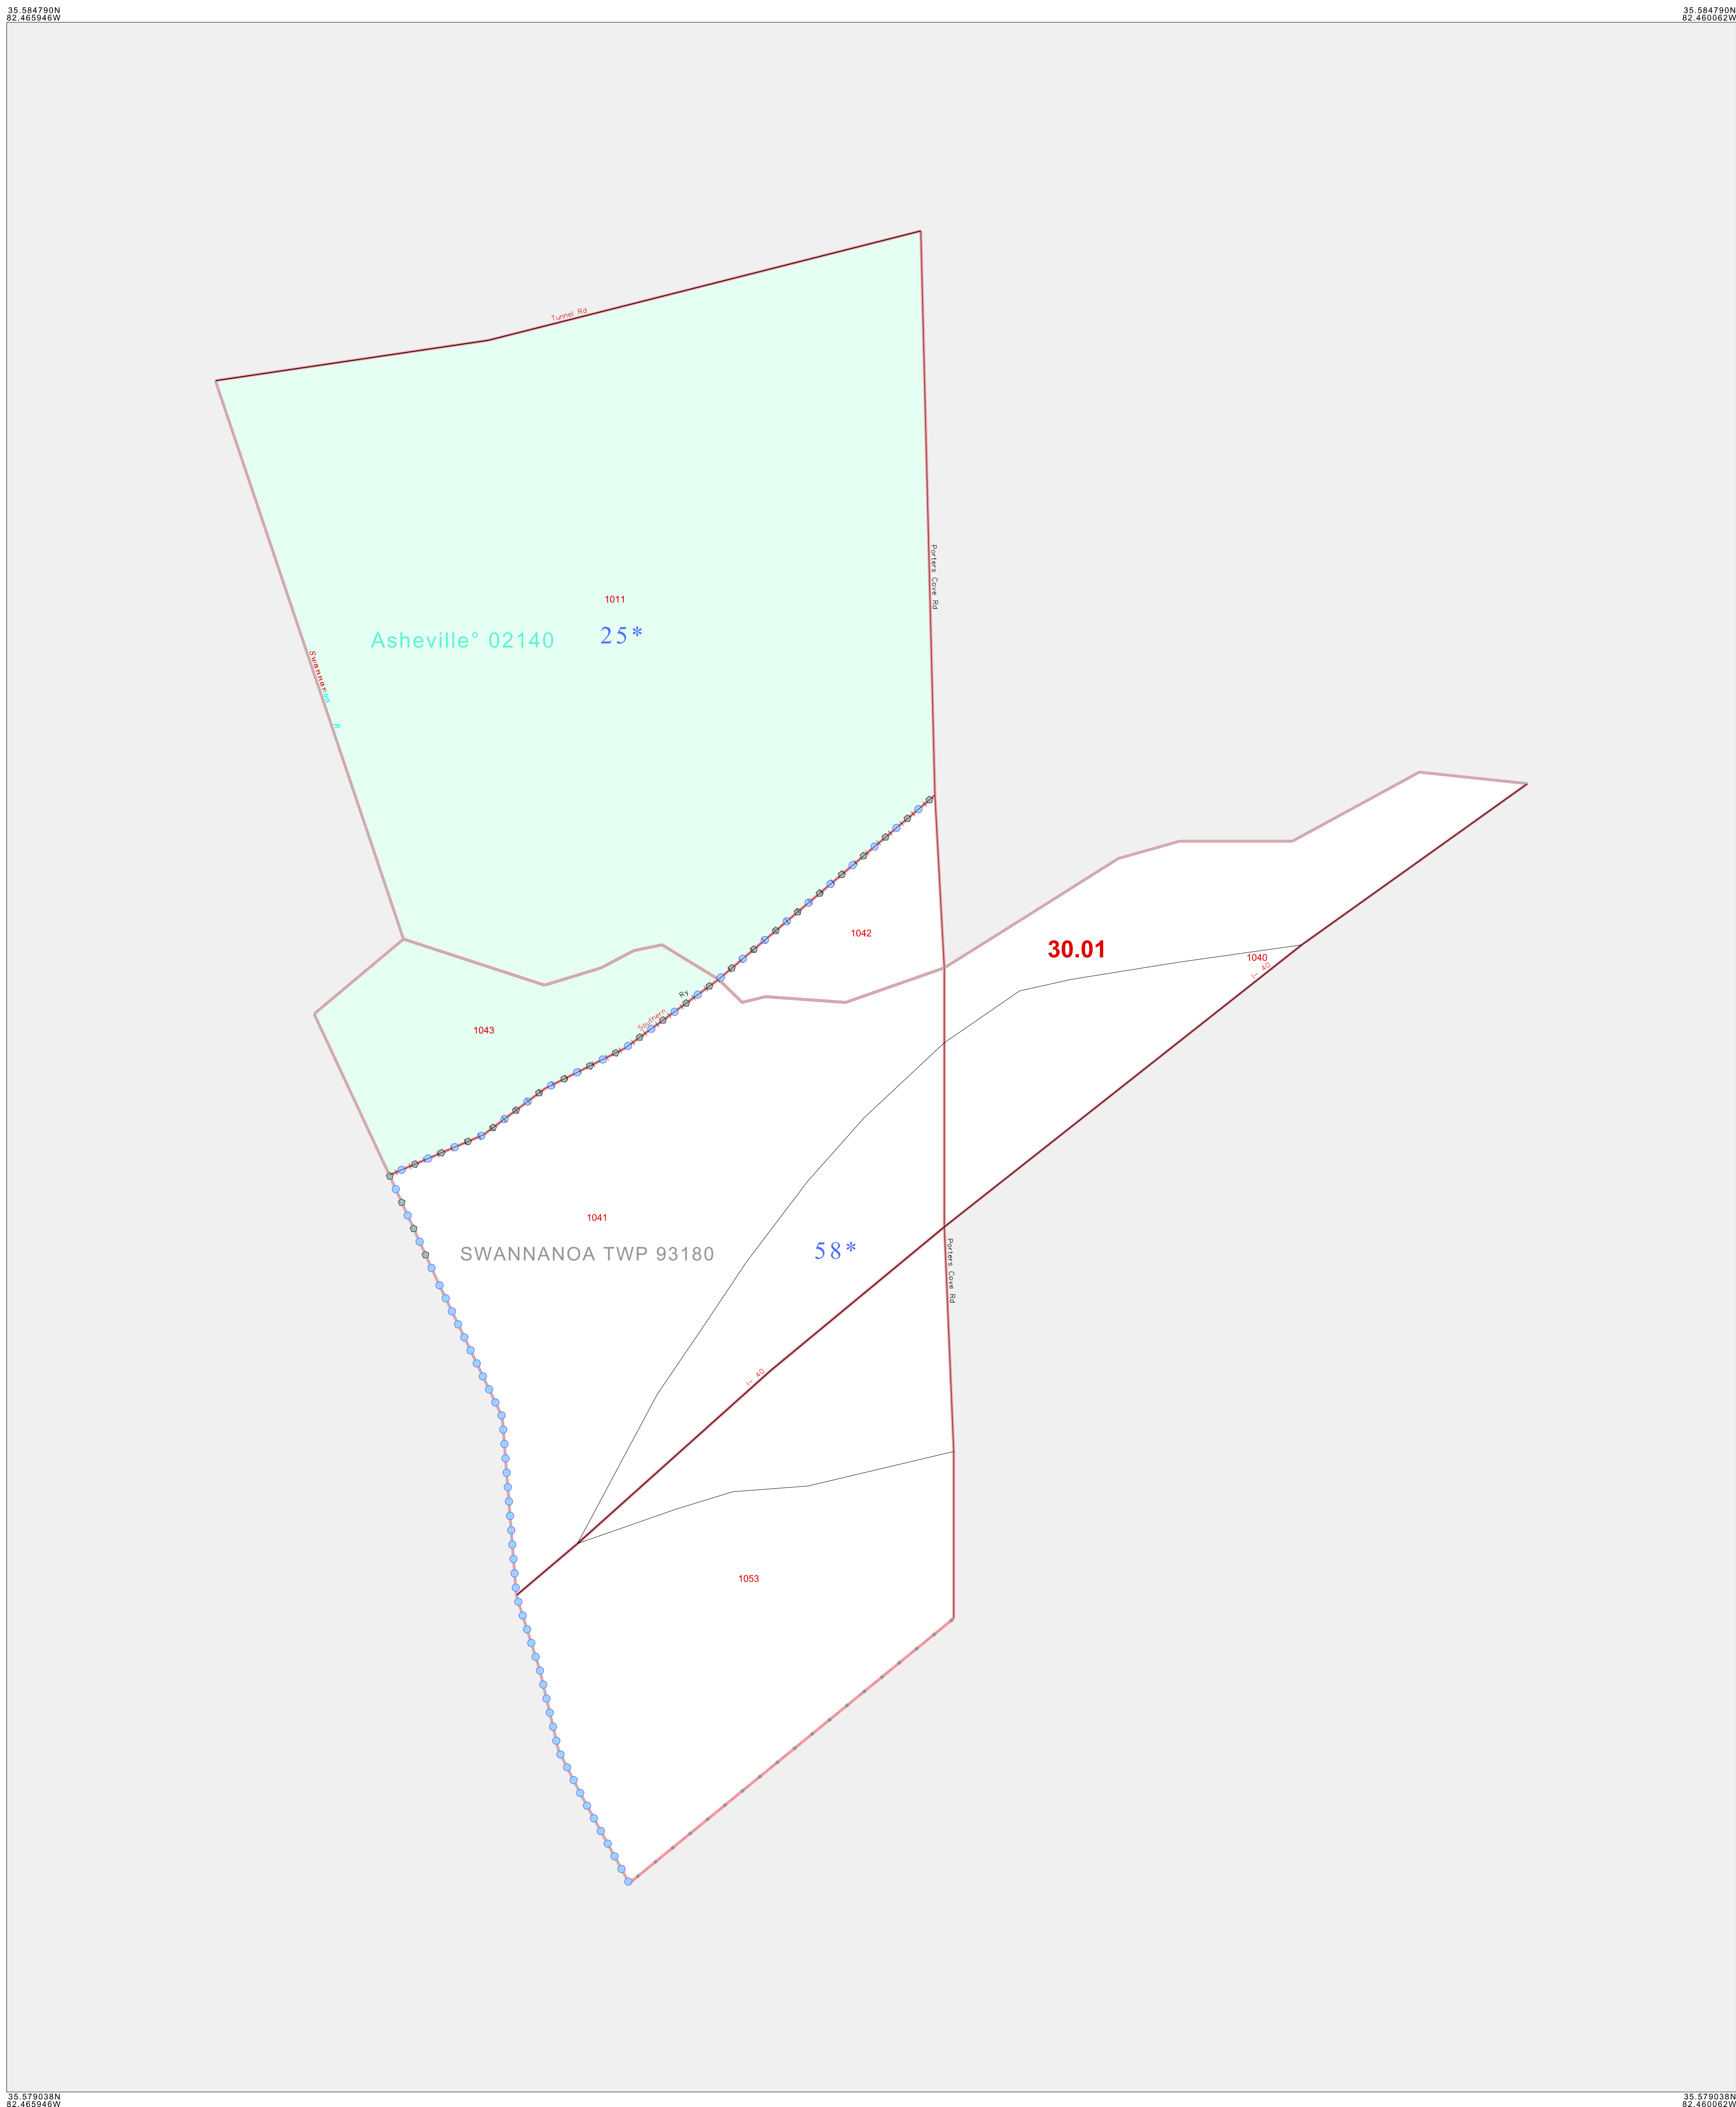 35.584790N
82.465946W
35.584790N
82.460062W
Tunnel Rd
Porters Cove Rd
1011
25*
Asheville° 02140
Swannanoa R
1042
30.01
1040
I- 40
Southern Ry
1043
1041
58*
SWANNANOA TWP 93180
Porters Cove Rd
I- 40
1053
35.579038N
82.465946W
35.579038N
82.460062W